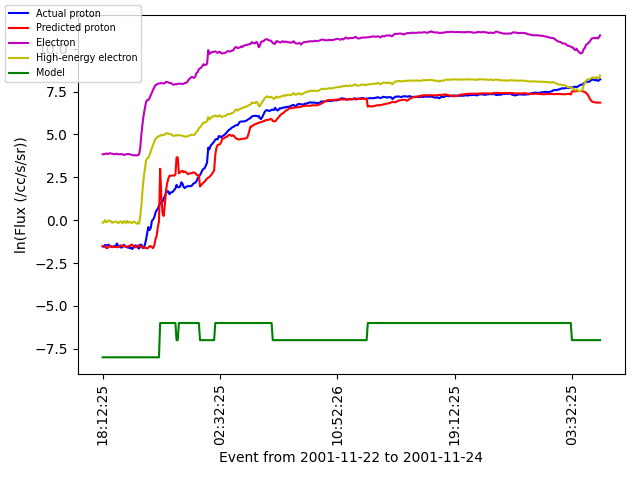 Actual proton
Predicted proton
Electron
High-energy electron
Model
10.0
7.5
5.0
2.5
0.0
−2.5
−5.0
−7.5
ln(Flux (/cc/s/sr))
18:12:25
02:32:25
10:52:26
19:12:25
03:32:25
Event from 2001-11-22 to 2001-11-24